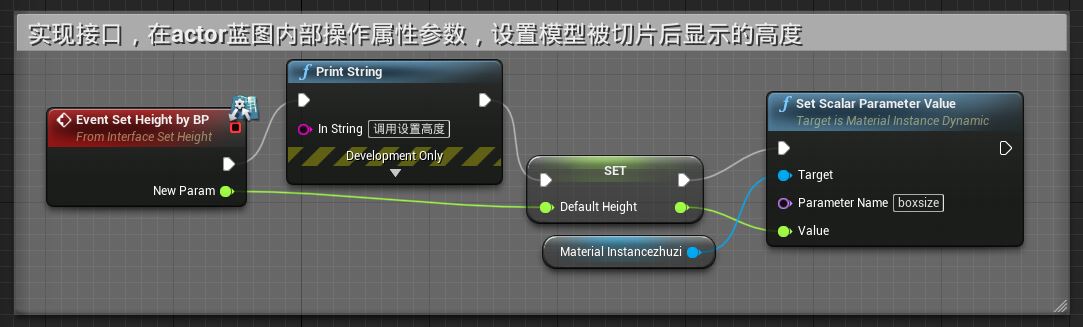 实现接口，在actor蓝图内部操作属性参数，设置模型被切片后显示的高度
Print String
In String 调用设置高度
Development Only
Event Set Height by BP
From Interface Set Height
New Param
SET
Default Height
Material Instancezhuzi
Set Scalar Parameter Value
Target is Material Instance Dynamic
Target
Parameter Name boxsize
Value